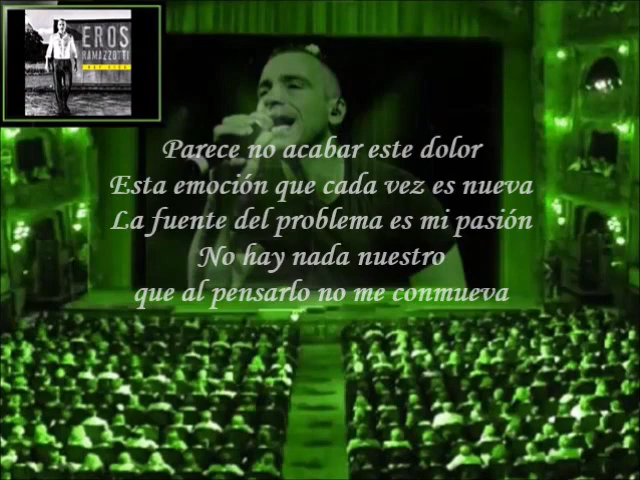 EROS
RAMAZZOTTI
Parece no acabar este dolor
Esta emoción que cada vez es nueva
La fuente del problema es mi pasión
No hay nada nuestro
que al pensarlo no me conmueva